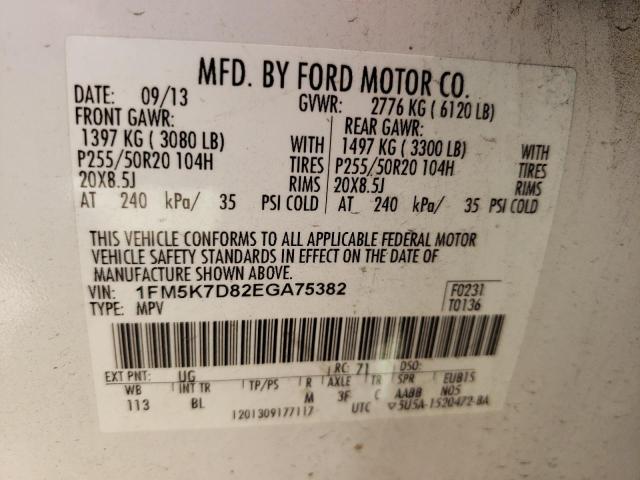 MFD. BY FORD MOTOR CO.
DATE: 09/13 GVWR: 2776 KG ( 6120 LB)
FRONT GAWR: REAR GAWR:
1397 KG ( 3080 LB) WITH 1497 KG ( 3300 LB) WITH
P255/50R20 104H TIRES P255/50R20 104H TIRES
20X8.5J RIMS 20X8.5J RIMS
AT 240 kPa/ 35 PSI COLD AT 240 kPa/ 35 PSI COLD
THIS VEHICLE CONFORMS TO ALL APPLICABLE FEDERAL MOTOR
VEHICLE SAFETY STANDARDS IN EFFECT ON THE DATE OF
MANUFACTURE SHOWN ABOVE.
VIN: 1FM5K7D82EGA75382 F0231
TYPE: MPV T0136
EXT PNT: UG RC: 71 DSO:
WB INT TR TP/PS R AXLE TR SPR EUB15
113 BL M 3F C AABB N05
1201309177117 UTC 5U5A-1520472-BA